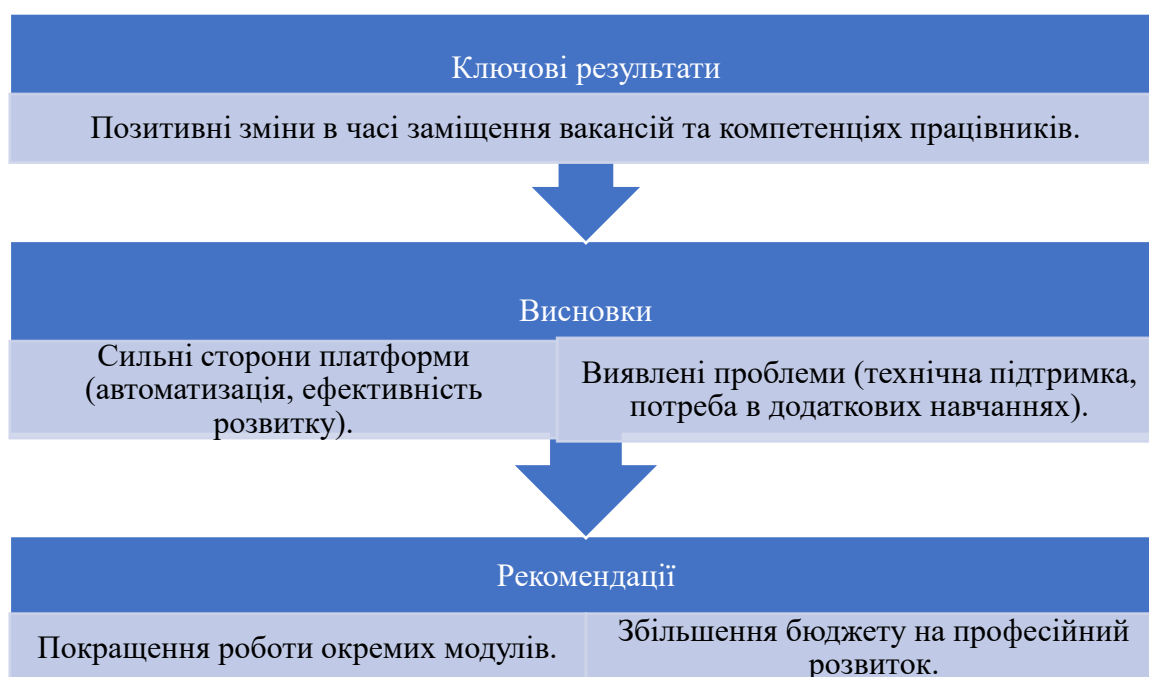 Ключові результати
Позитивні зміни в часі заміщення вакансій та компетенціях працівників.
Висновки
Сильні сторони платформи
(автоматизація, ефективність
розвитку).
Виявлені проблеми (технічна підтримка,
потреба в додаткових навчаннях).
Рекомендації
Покращення роботи окремих модулів.
Збільшення бюджету на професійний
розвиток.